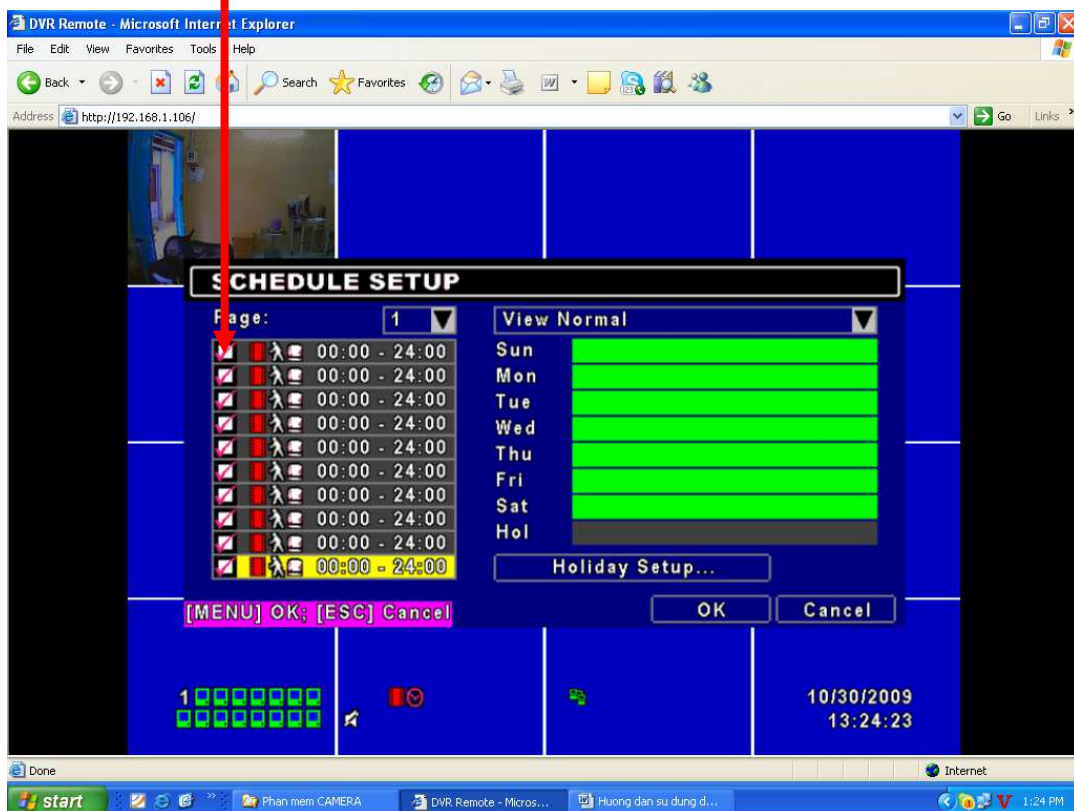 DVR Remote - Microsoft Internet Explorer
File Edit View Favorites Tools Help
Back Search Favorites
Address http://192.168.1.106/ Go Links
SCHEDULE SETUP
Page: 1 View Normal
00:00 - 24:00 Sun
00:00 - 24:00 Mon
00:00 - 24:00 Tue
00:00 - 24:00 Wed
00:00 - 24:00 Thu
00:00 - 24:00 Fri
00:00 - 24:00 Sat
00:00 - 24:00 Hol
00:00 - 24:00
00:00 - 24:00 Holiday Setup...
[MENU] OK; [ESC] Cancel OK Cancel
1 10/30/2009
13:24:23
Done Internet
start Phan mem CAMERA DVR Remote - Micros... Huong dan su dung d... 1:24 PM